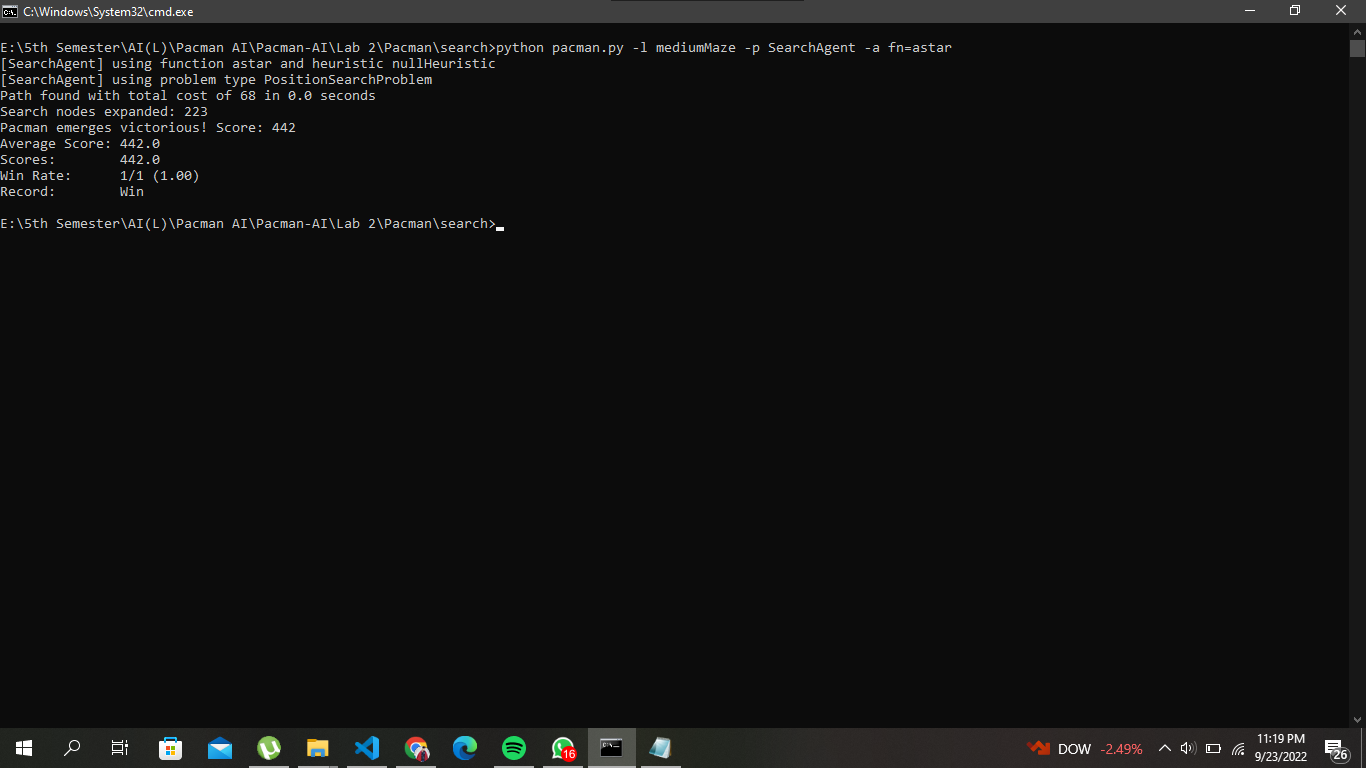 C:\Windows\System32\cmd.exe
E:\5th Semester\AI(L)\Pacman AI\Pacman-AI\Lab 2\Pacman\search>python pacman.py -l mediumMaze -p SearchAgent -a fn=astar
[SearchAgent] using function astar and heuristic nullHeuristic
[SearchAgent] using problem type PositionSearchProblem
Path found with total cost of 68 in 0.0 seconds
Search nodes expanded: 223
Pacman emerges victorious! Score: 442
Average Score: 442.0
Scores:        442.0
Win Rate:      1/1 (1.00)
Record:        Win
E:\5th Semester\AI(L)\Pacman AI\Pacman-AI\Lab 2\Pacman\search>
16
DOW -2.49%
11:19 PM
9/23/2022
26